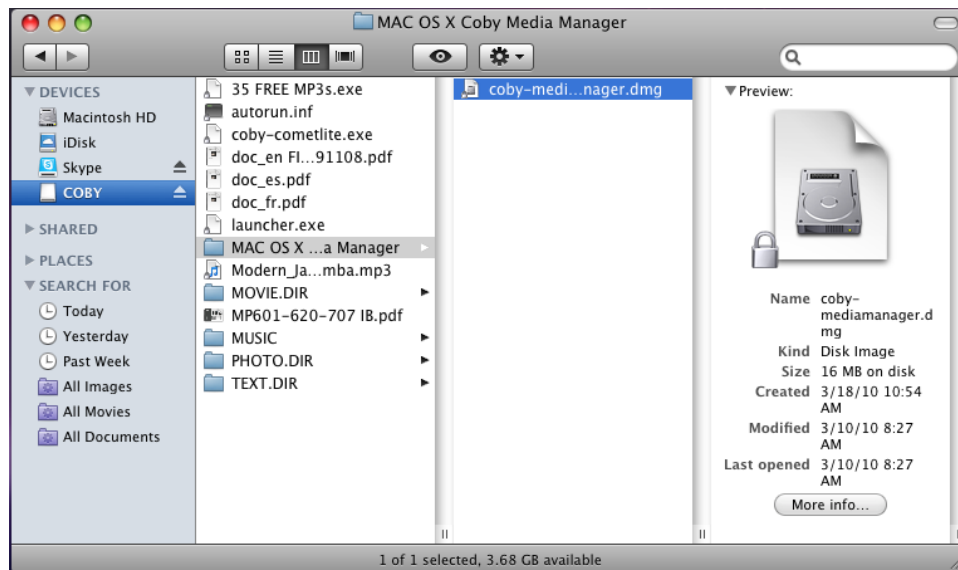 MAC OS X Coby Media Manager
DEVICES
Macintosh HD
iDisk
Skype
COBY
SHARED
PLACES
SEARCH FOR
Today
Yesterday
Past Week
All Images
All Movies
All Documents
35 FREE MP3s.exe
autorun.inf
coby-cometlite.exe
doc_en FI...91108.pdf
doc_es.pdf
doc_fr.pdf
launcher.exe
MAC OS X ...a Manager
Modern_Ja...mba.mp3
MOVIE.DIR
MP601-620-707 IB.pdf
MUSIC
PHOTO.DIR
TEXT.DIR
coby-medi...nager.dmg
Preview:
Name coby-
mediamanager.d
mg
Kind Disk Image
Size 16 MB on disk
Created 3/18/10 10:54
AM
Modified 3/10/10 8:27
AM
Last opened 3/10/10 8:27
AM
More info...
1 of 1 selected, 3.68 GB available